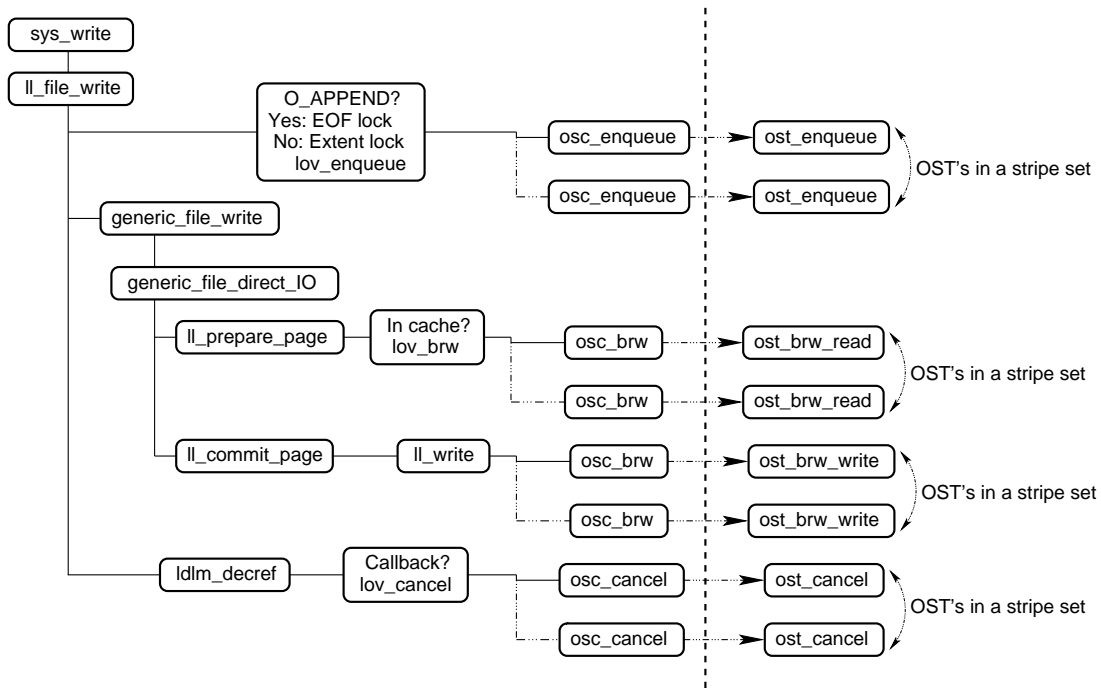 sys_write
ll_file_write
O_APPEND?
Yes: EOF lock
No: Extent lock
lov_enqueue
osc_enqueue
ost_enqueue
osc_enqueue
ost_enqueue
OST's in a stripe set
generic_file_write
generic_file_direct_IO
ll_prepare_page
In cache?
lov_brw
osc_brw
ost_brw_read
osc_brw
ost_brw_read
OST's in a stripe set
ll_commit_page
ll_write
osc_brw
ost_brw_write
osc_brw
ost_brw_write
OST's in a stripe set
ldlm_decref
Callback?
lov_cancel
osc_cancel
ost_cancel
osc_cancel
ost_cancel
OST's in a stripe set